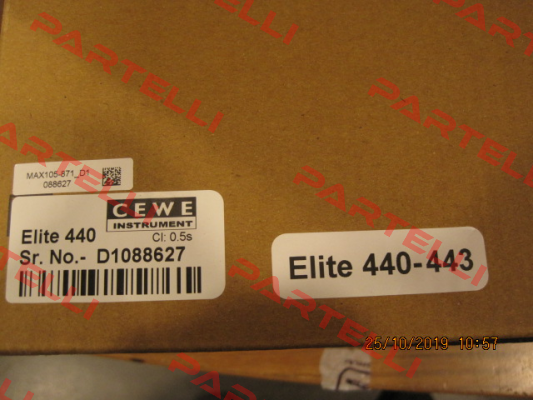 PARTELLI
PARTELLI
PARTELLI
PARTELLI
PARTELLI
MAX105-671_D1
088627
CEWE
INSTRUMENT
Elite 440
Cl: 0.5s
Sr. No.- D1088627
Elite 440-443
25/10/2019 10:57